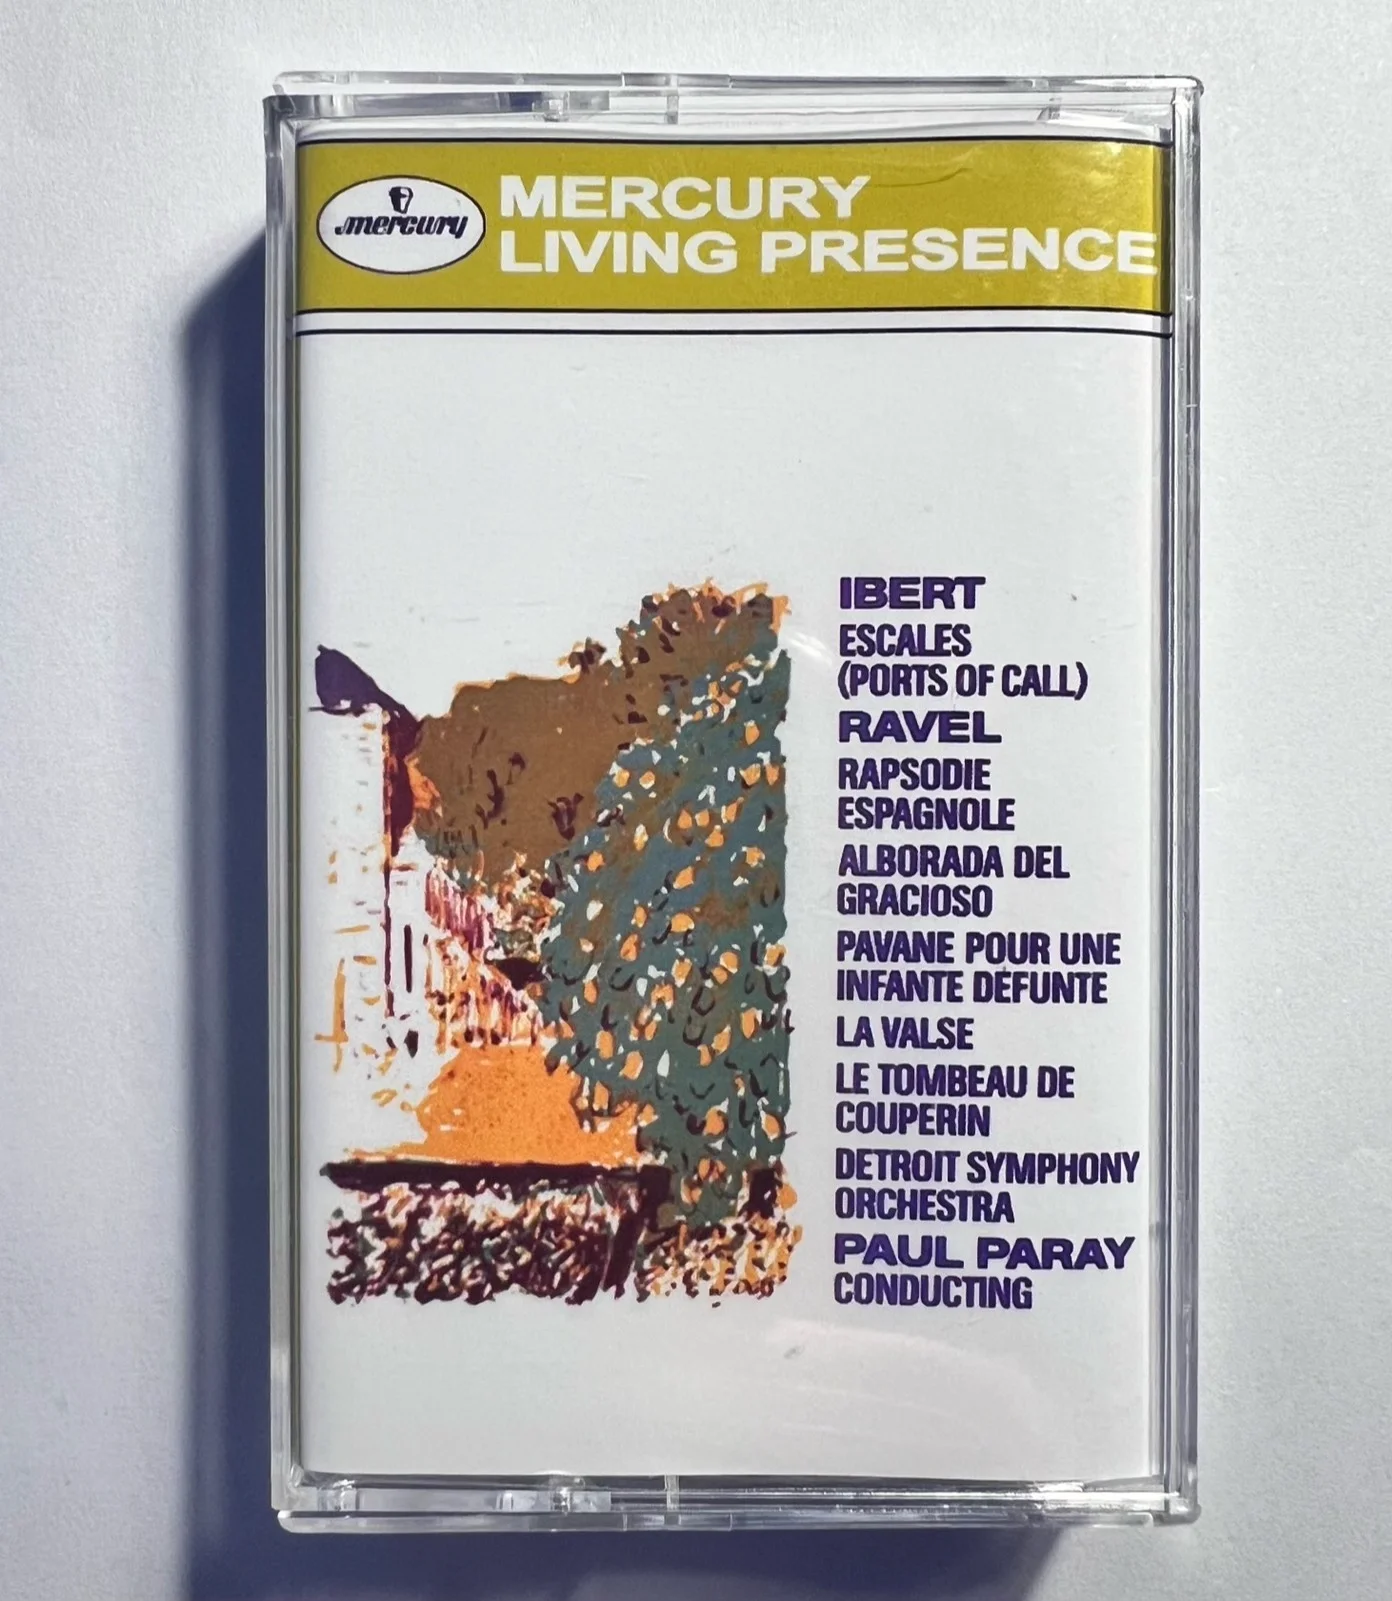 mercury
MERCURY
LIVING PRESENCE
IBERT
ESCALES
(PORTS OF CALL)
RAVEL
RAPSODIE
ESPAGNOLE
ALBORADA DEL
GRACIOSO
PAVANE POUR UNE
INFANTE DÉFUNTE
LA VALSE
LE TOMBEAU DE
COUPERIN
DETROIT SYMPHONY
ORCHESTRA
PAUL PARAY
CONDUCTING